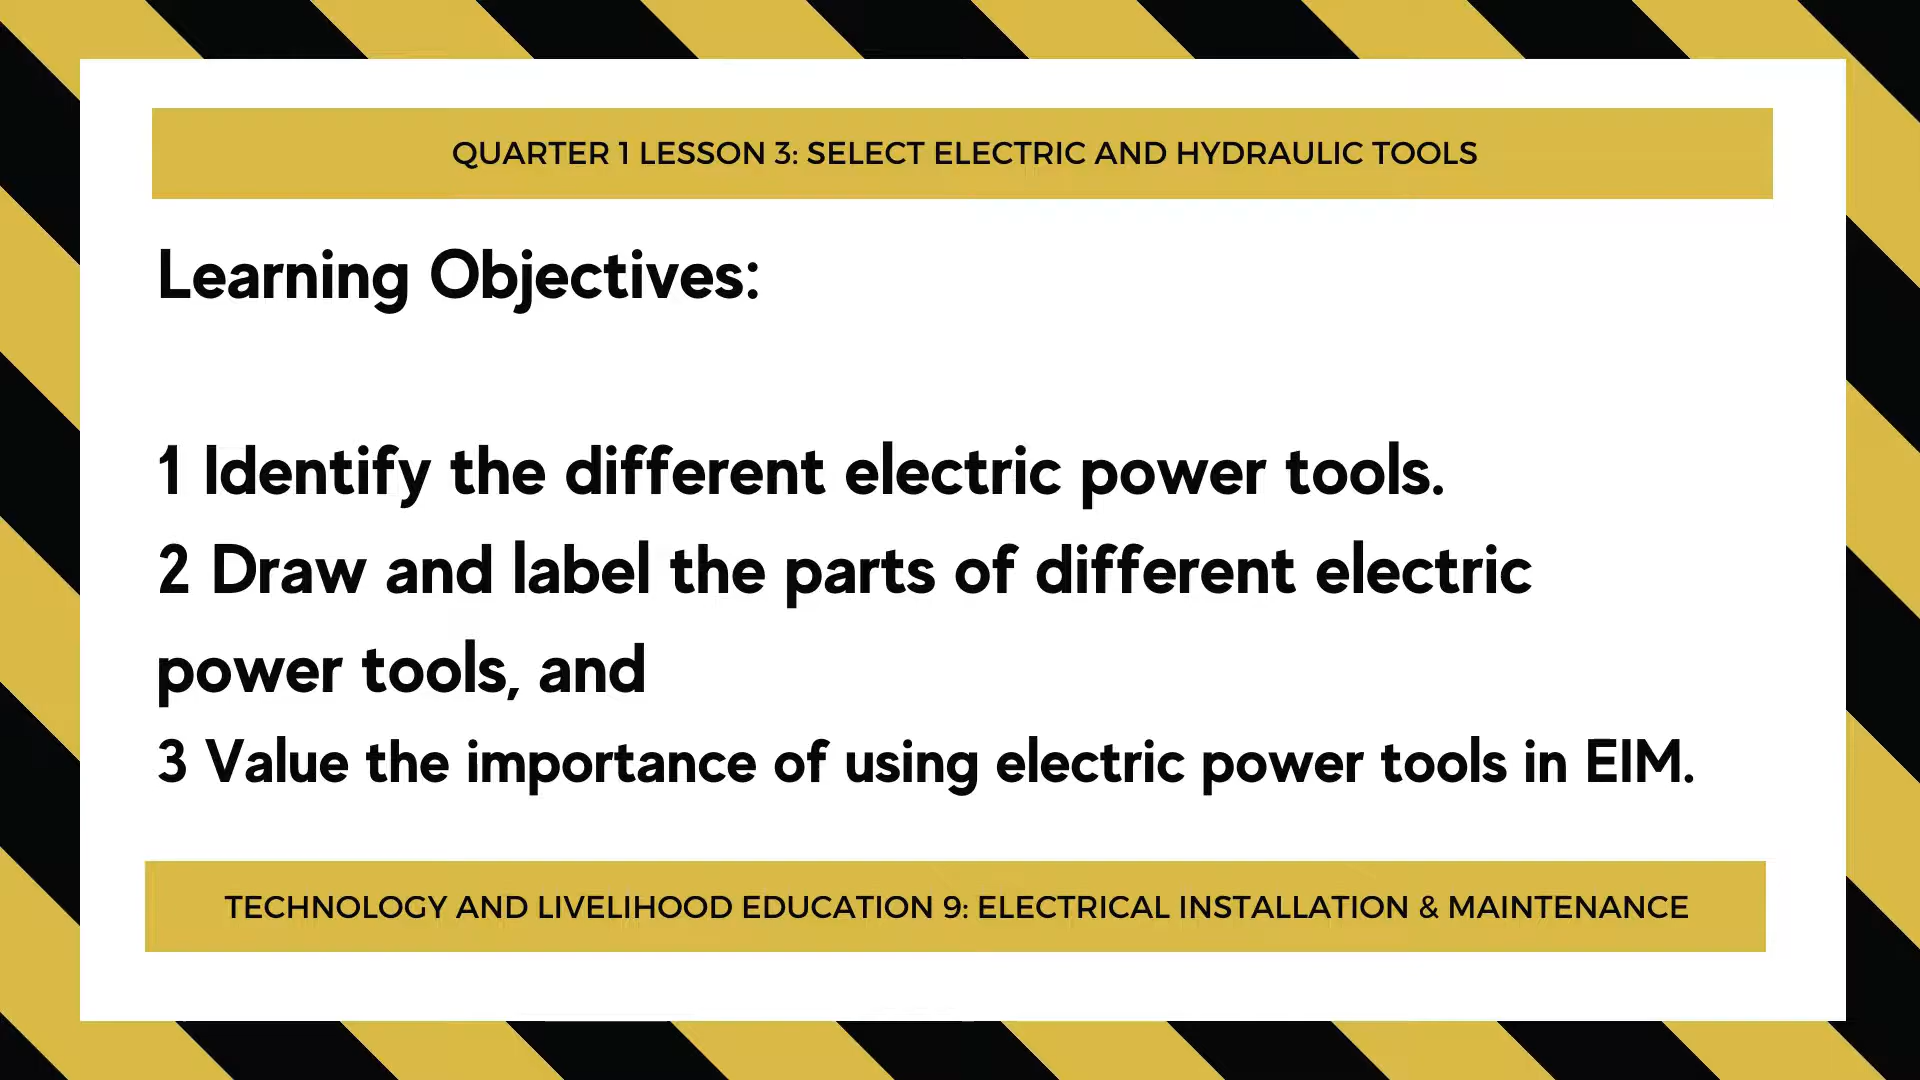 QUARTER 1 LESSON 3: SELECT ELECTRIC AND HYDRAULIC TOOLS
Learning Objectives:
1 Identify the different electric power tools.
2 Draw and label the parts of different electric
power tools, and
3 Value the importance of using electric power tools in EIM.
TECHNOLOGY AND LIVELIHOOD EDUCATION 9: ELECTRICAL INSTALLATION & MAINTENANCE